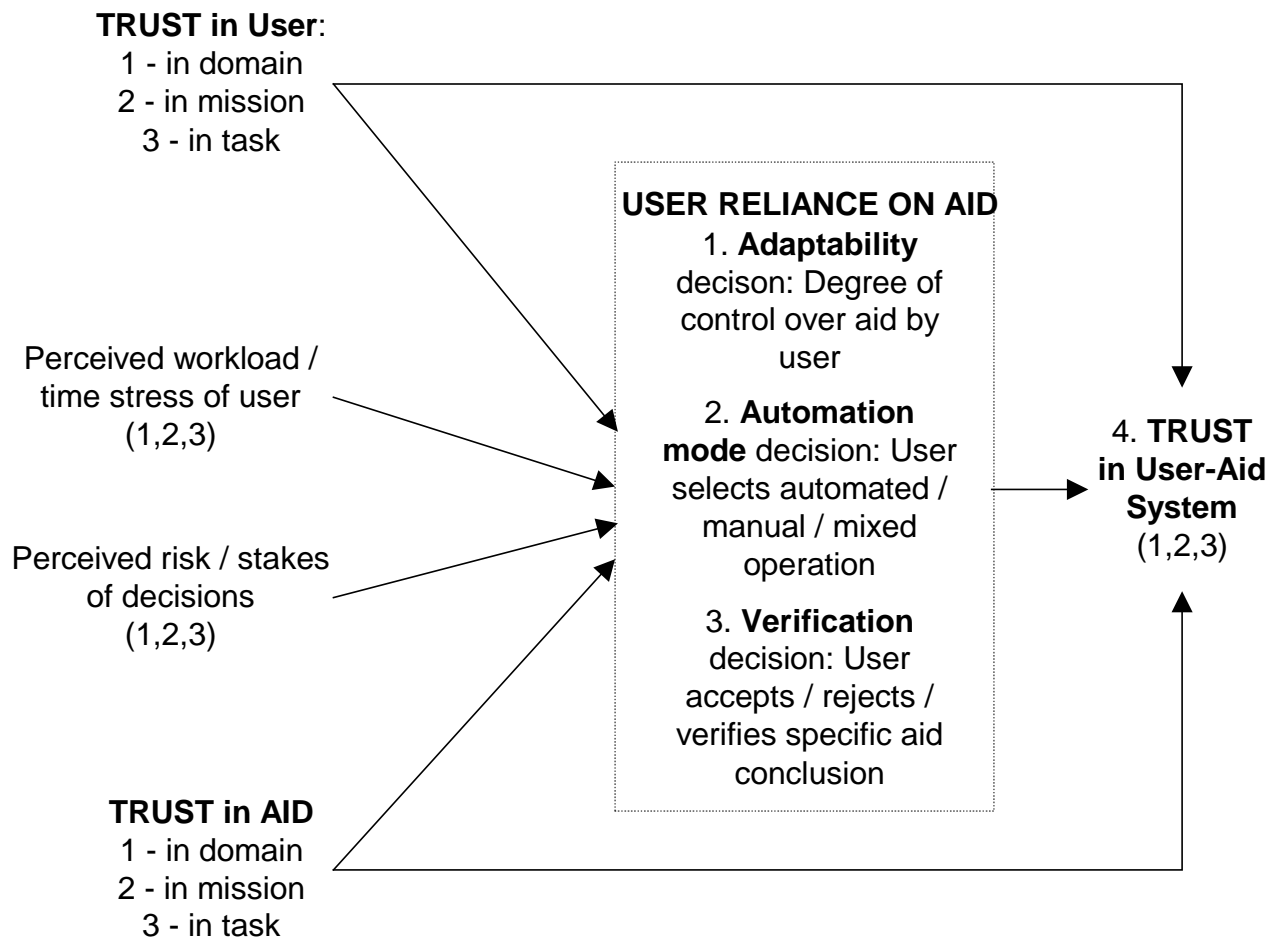 TRUST in User:
1 - in domain
2 - in mission
3 - in task
Perceived workload /
time stress of user
(1,2,3)
Perceived risk / stakes
of decisions
(1,2,3)
TRUST in AID
1 - in domain
2 - in mission
3 - in task
USER RELIANCE ON AID
1. Adaptability
decison: Degree of
control over aid by
user
2. Automation
mode decision: User
selects automated /
manual / mixed
operation
3. Verification
decision: User
accepts / rejects /
verifies specific aid
conclusion
4. TRUST
in User-Aid
System
(1,2,3)